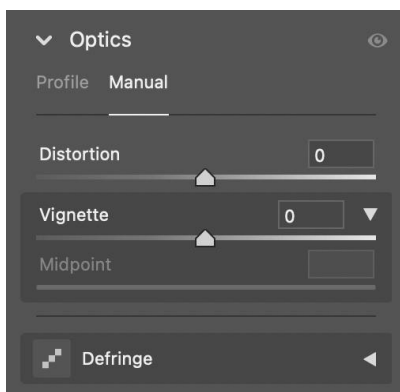 Optics
Profile Manual
Distortion 0
Vignette 0
Midpoint
Defringe